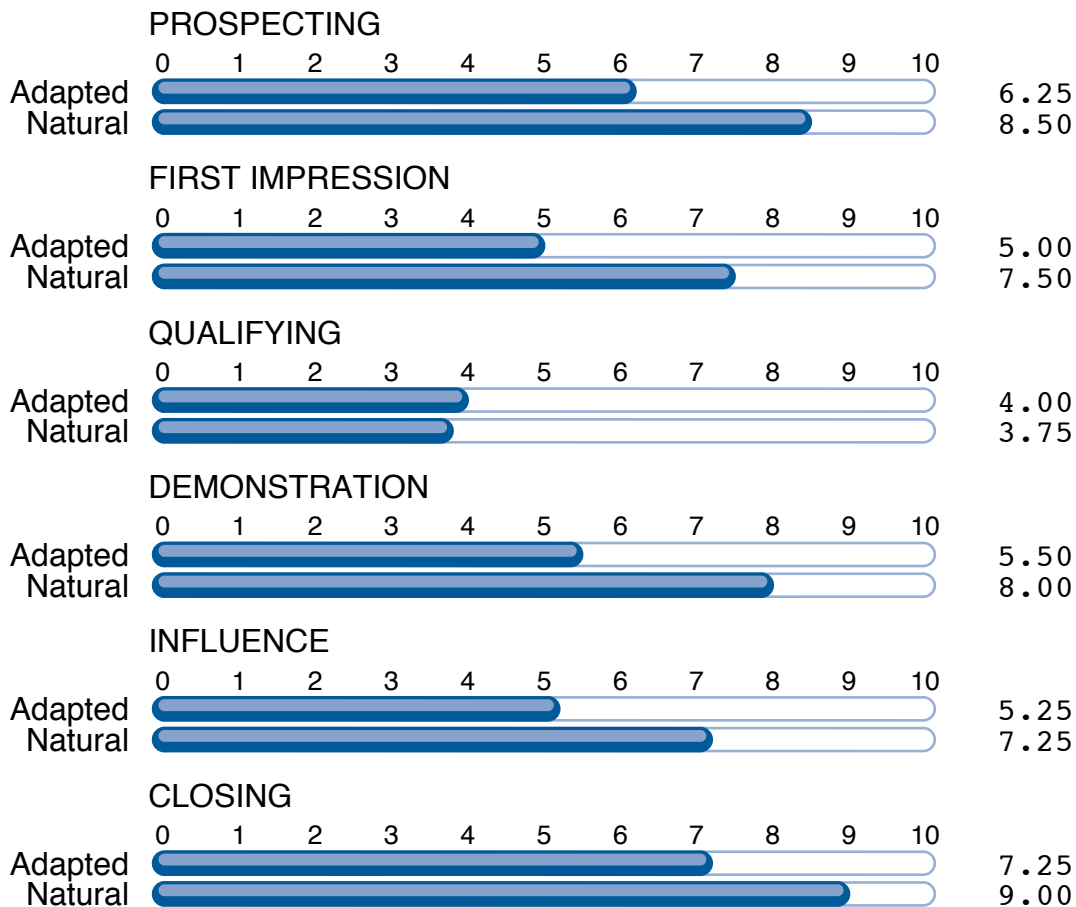 PROSPECTING
0 1 2 3 4 5 6 7 8 9 10
Adapted 6.25
Natural 8.50
FIRST IMPRESSION
0 1 2 3 4 5 6 7 8 9 10
Adapted 5.00
Natural 7.50
QUALIFYING
0 1 2 3 4 5 6 7 8 9 10
Adapted 4.00
Natural 3.75
DEMONSTRATION
0 1 2 3 4 5 6 7 8 9 10
Adapted 5.50
Natural 8.00
INFLUENCE
0 1 2 3 4 5 6 7 8 9 10
Adapted 5.25
Natural 7.25
CLOSING
0 1 2 3 4 5 6 7 8 9 10
Adapted 7.25
Natural 9.00